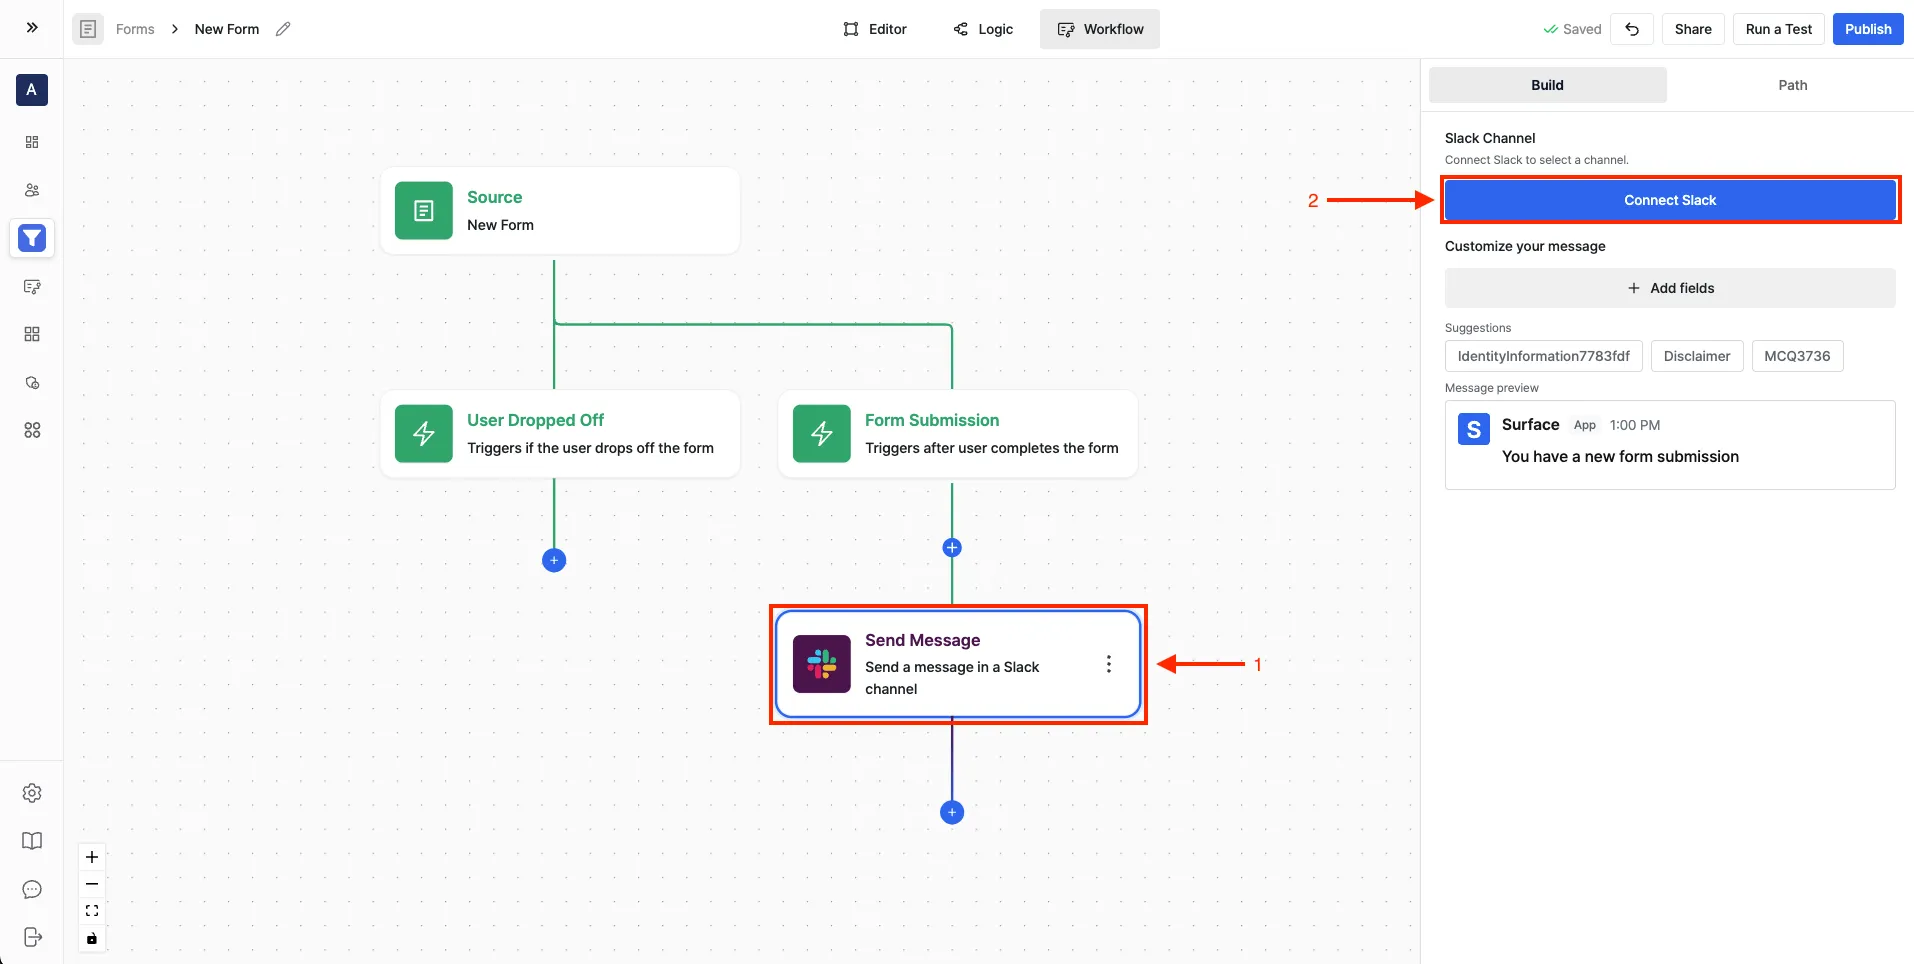 Forms
New Form
Editor
Logic
Workflow
Saved
Share
Run a Test
Publish
A
Build
Path
Slack Channel
Connect Slack to select a channel.
2
Connect Slack
Customize your message
Add fields
Suggestions
IdentityInformation7783fdf
Disclaimer
MCQ3736
Message preview
S
Surface App 1:00 PM
You have a new form submission
Source
New Form
User Dropped Off
Triggers if the user drops off the form
Form Submission
Triggers after user completes the form
Send Message
Send a message in a Slack
channel
1